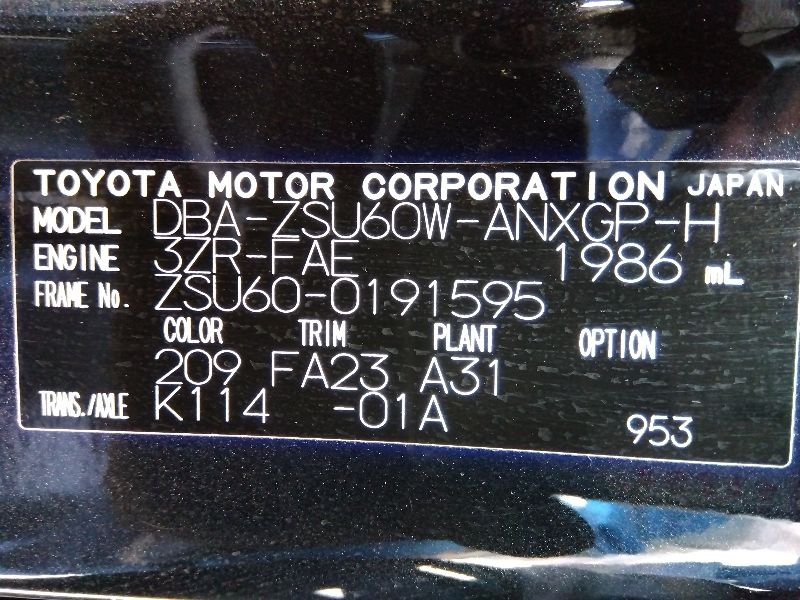 TOYOTA MOTOR CORPORATION JAPAN
MODEL DBA-ZSU60W-ANXGP-H
ENGINE 3ZR-FAE 1986 mL
FRAME No. ZSU60-0191595
COLOR TRIM PLANT OPTION
209 FA23 A31
TRANS./AXLE K114 -01A 953